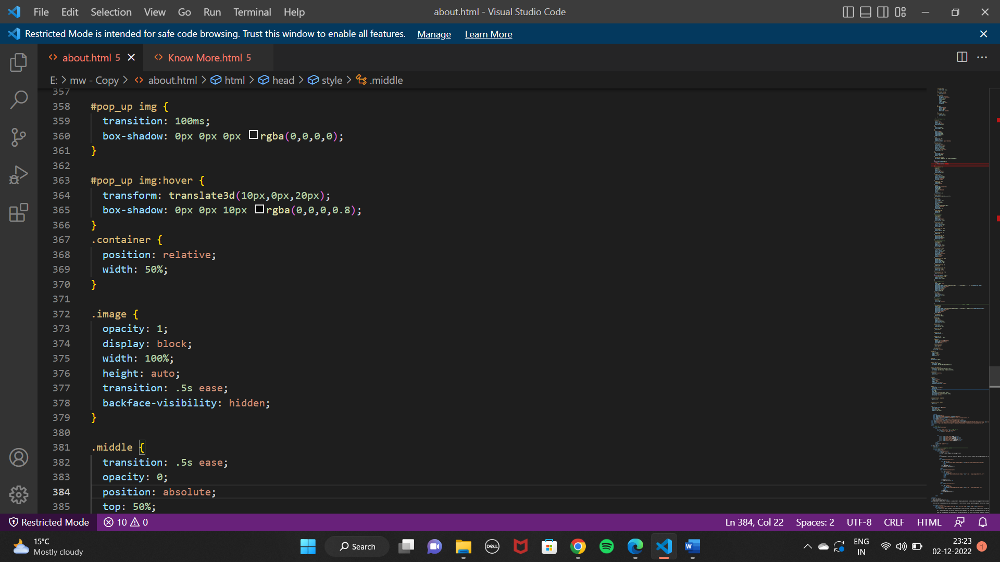 File Edit Selection View Go Run Terminal Help about.html - Visual Studio Code
Restricted Mode is intended for safe code browsing. Trust this window to enable all features. Manage Learn More
about.html 5 Know More.html 5
E: > mw - Copy > about.html > html > head > style > .middle
357
358 #pop_up img {
359 transition: 100ms;
360 box-shadow: 0px 0px 0px rgba(0,0,0,0);
361 }
362
363 #pop_up img:hover {
364 transform: translate3d(10px,0px,20px);
365 box-shadow: 0px 0px 10px rgba(0,0,0,0.8);
366 }
367 .container {
368 position: relative;
369 width: 50%;
370 }
371
372 .image {
373 opacity: 1;
374 display: block;
375 width: 100%;
376 height: auto;
377 transition: .5s ease;
378 backface-visibility: hidden;
379 }
380
381 .middle {
382 transition: .5s ease;
383 opacity: 0;
384 position: absolute;
385 top: 50%;
Restricted Mode 10 0 Ln 384, Col 22 Spaces: 2 UTF-8 CRLF HTML
15°C
Mostly cloudy
Search
DELL
W
ENG
IN
23:23
02-12-2022
1